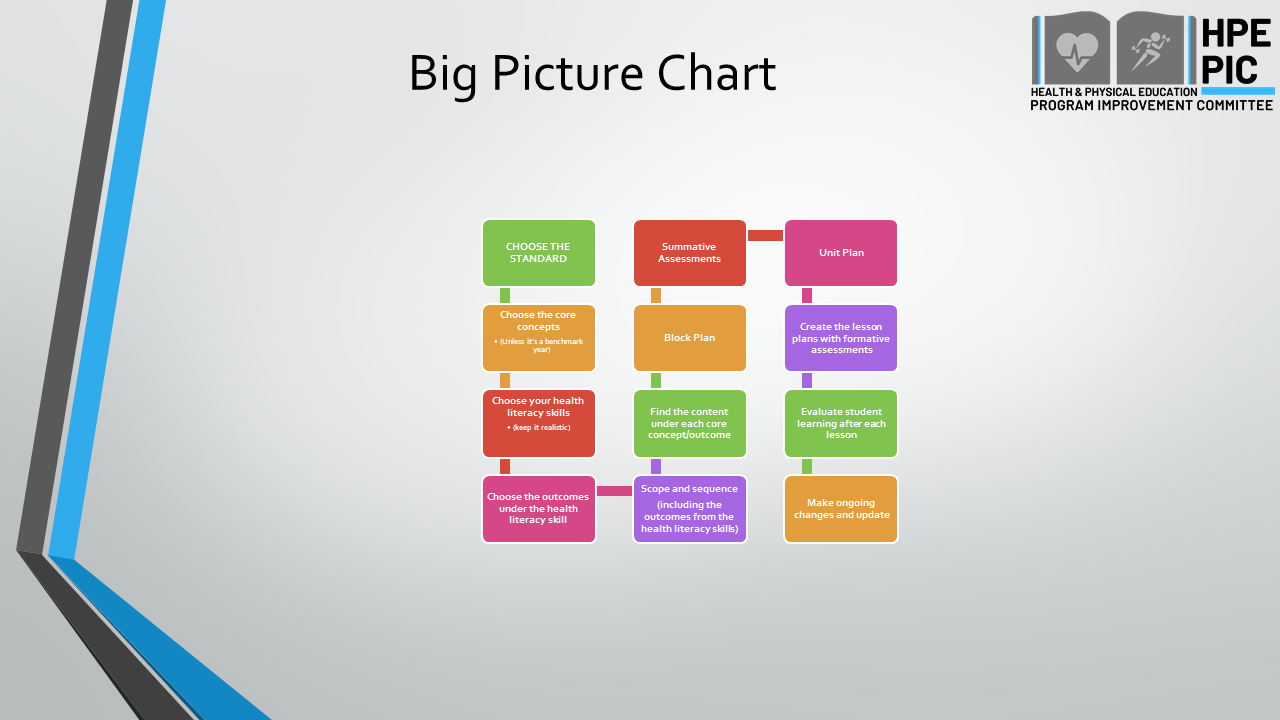 Big Picture Chart
HPE
PIC
HEALTH & PHYSICAL EDUCATION
PROGRAM IMPROVEMENT COMMITTEE
CHOOSE THE
STANDARD
Choose the core
concepts
• (Unless it's a benchmark
year)
Choose your health
literacy skills
• (keep it realistic)
Choose the outcomes
under the health
literacy skill
Scope and sequence
(including the
outcomes from the
health literacy skills)
Find the content
under each core
concept/outcome
Block Plan
Summative
Assessments
Unit Plan
Create the lesson
plans with formative
assessments
Evaluate student
learning after each
lesson
Make ongoing
changes and update